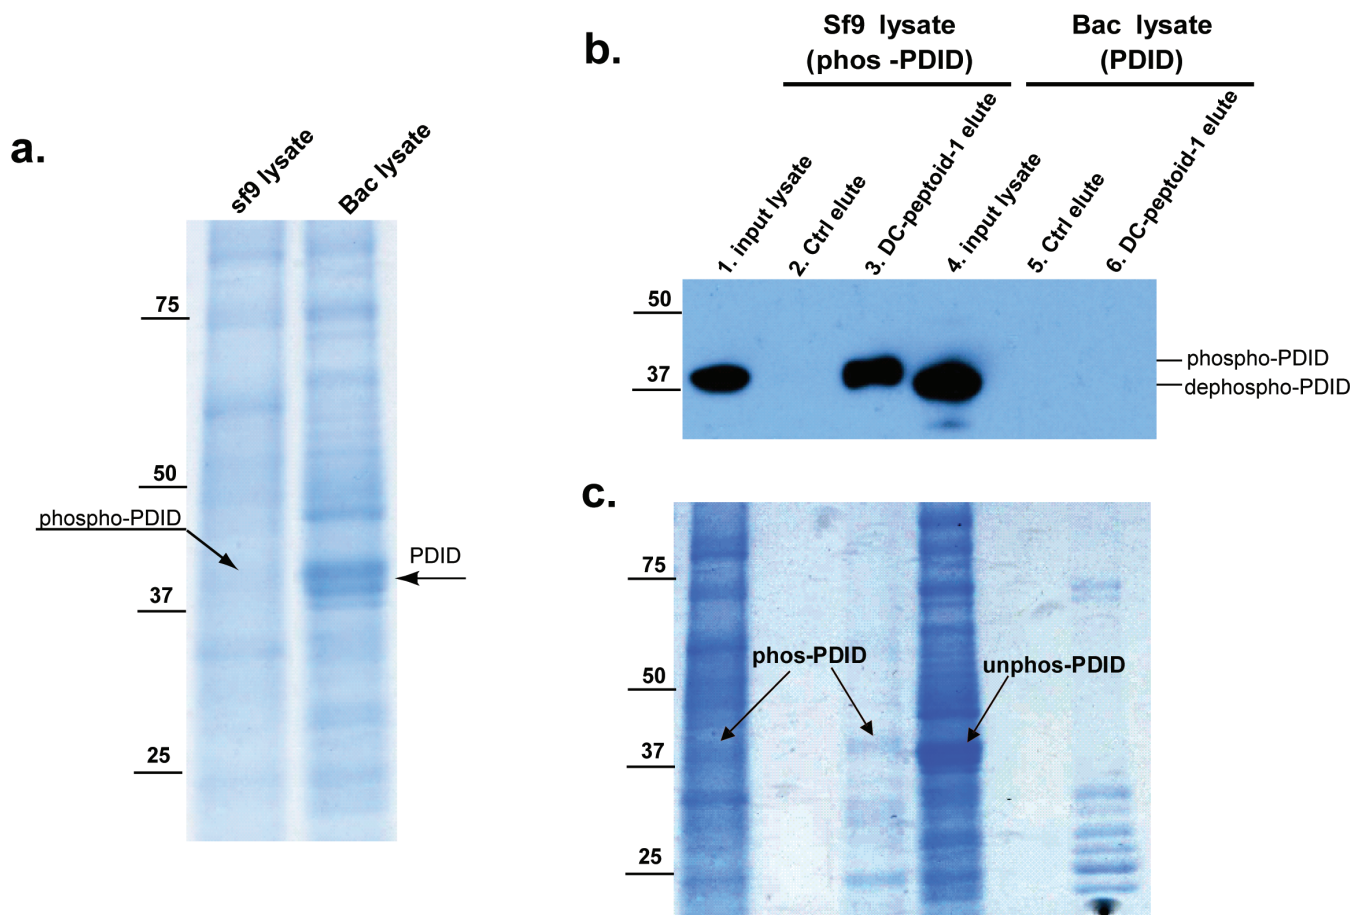 a.
sf9 lysate
Bac lysate
75
50
phospho-PDID
PDID
37
25
b.
Sf9 lysate
(phos -PDID)
Bac lysate
(PDID)
1. input lysate
2. Ctrl elute
3. DC-peptoid-1 elute
4. input lysate
5. Ctrl elute
6. DC-peptoid-1 elute
50
37
phospho-PDID
dephospho-PDID
c.
75
phos-PDID
unphos-PDID
50
37
25